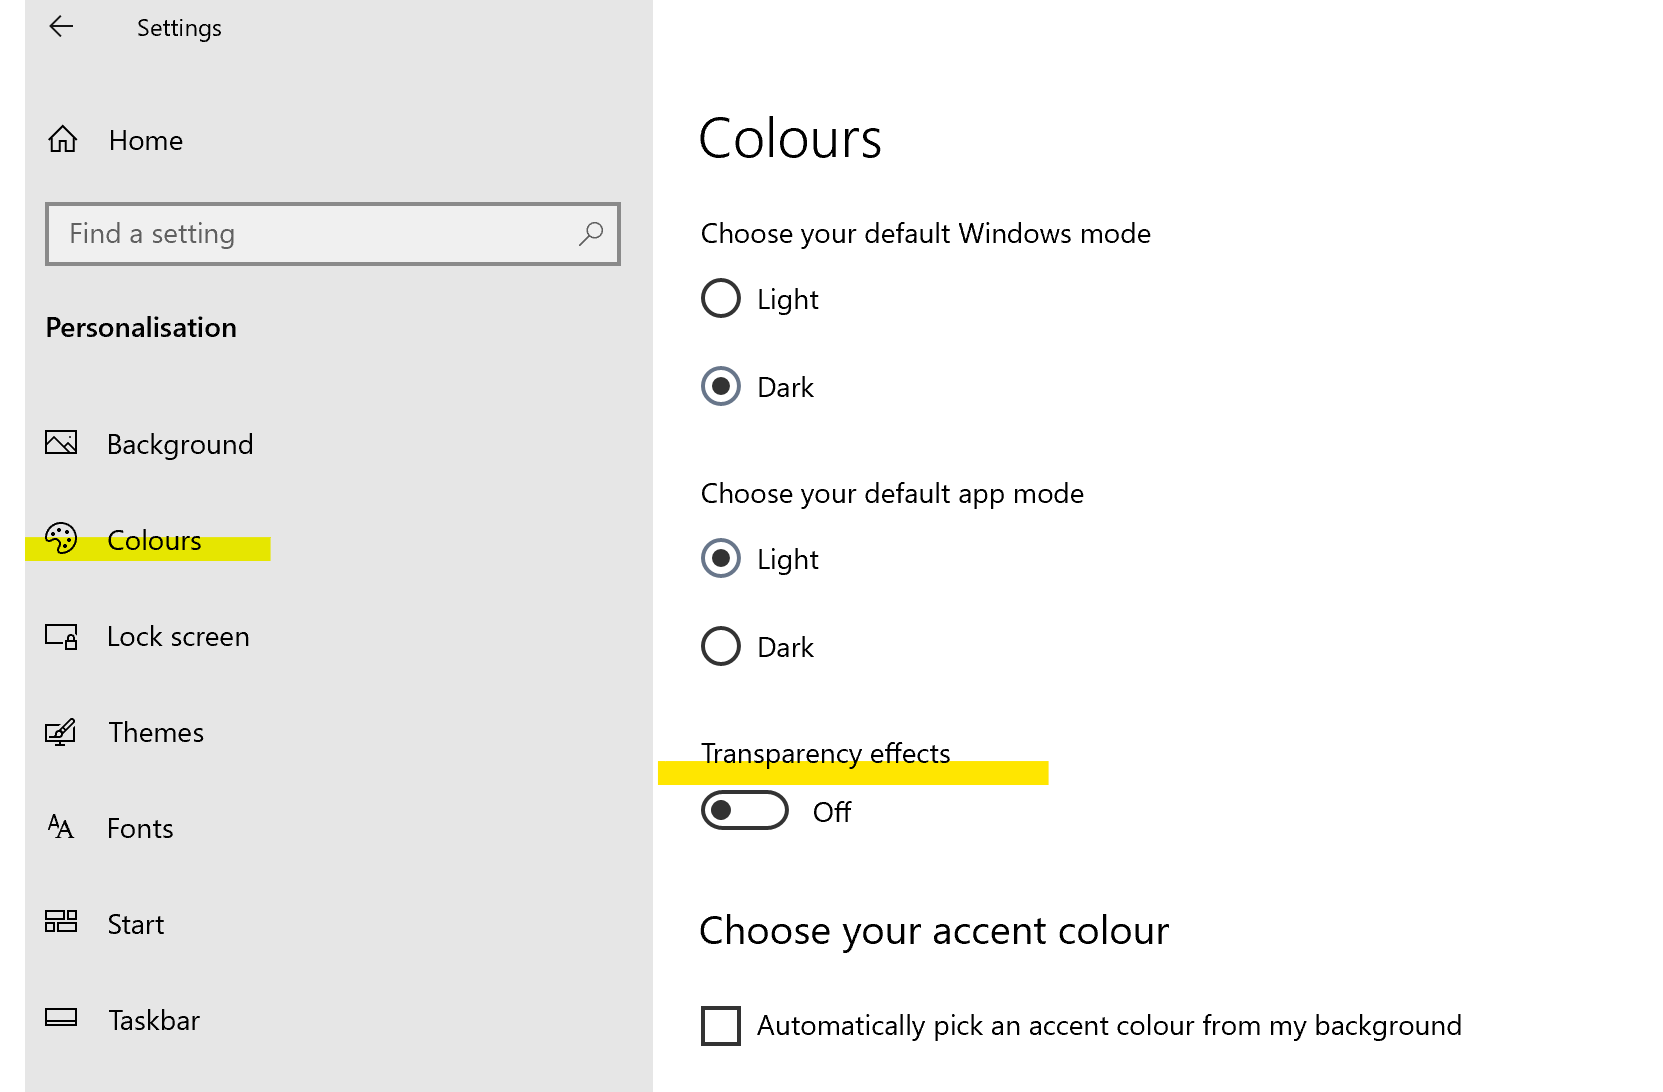 Settings
Home
Find a setting
Personalisation
Background
Colours
Lock screen
Themes
Fonts
Start
Taskbar
Colours
Choose your default Windows mode
Light
Dark
Choose your default app mode
Light
Dark
Transparency effects
Off
Choose your accent colour
Automatically pick an accent colour from my background